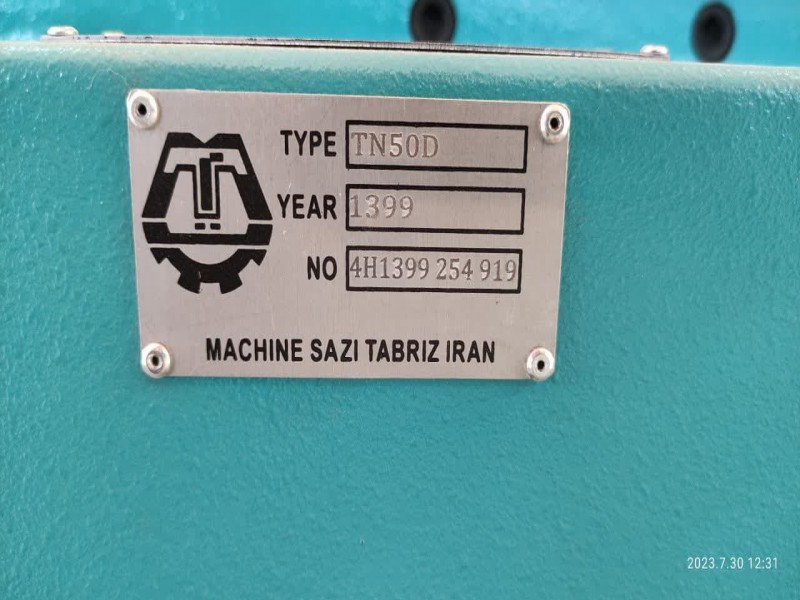 TYPE TN50D
YEAR 1399
NO 4H1399 254 919
MACHINE SAZI TABRIZ IRAN
2023.7.30 12:31